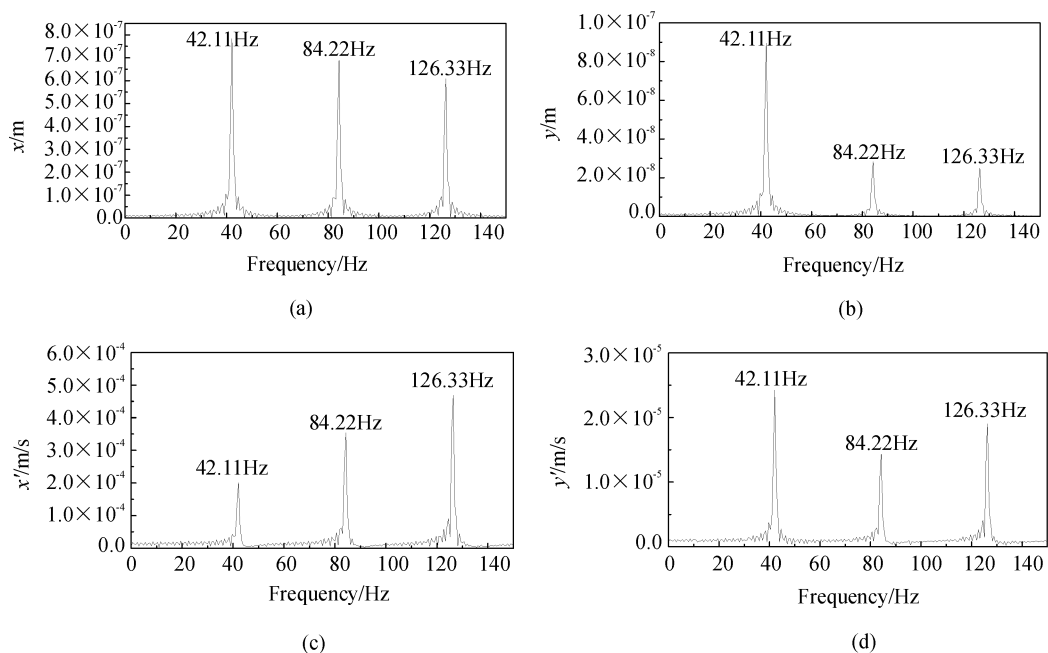 8.0×10⁻⁷
7.0×10⁻⁷
6.0×10⁻⁷
5.0×10⁻⁷
4.0×10⁻⁷
3.0×10⁻⁷
2.0×10⁻⁷
1.0×10⁻⁷
0.0
x/m
42.11Hz
84.22Hz
126.33Hz
0 20 40 60 80 100 120 140
Frequency/Hz
(a)
1.0×10⁻⁷
8.0×10⁻⁸
6.0×10⁻⁸
4.0×10⁻⁸
2.0×10⁻⁸
0.0
y/m
42.11Hz
84.22Hz
126.33Hz
0 20 40 60 80 100 120 140
Frequency/Hz
(b)
6.0×10⁻⁴
5.0×10⁻⁴
4.0×10⁻⁴
3.0×10⁻⁴
2.0×10⁻⁴
1.0×10⁻⁴
0.0
x′/m/s
42.11Hz
84.22Hz
126.33Hz
0 20 40 60 80 100 120 140
Frequency/Hz
(c)
3.0×10⁻⁵
2.0×10⁻⁵
1.0×10⁻⁵
0.0
y′/m/s
42.11Hz
84.22Hz
126.33Hz
0 20 40 60 80 100 120 140
Frequency/Hz
(d)